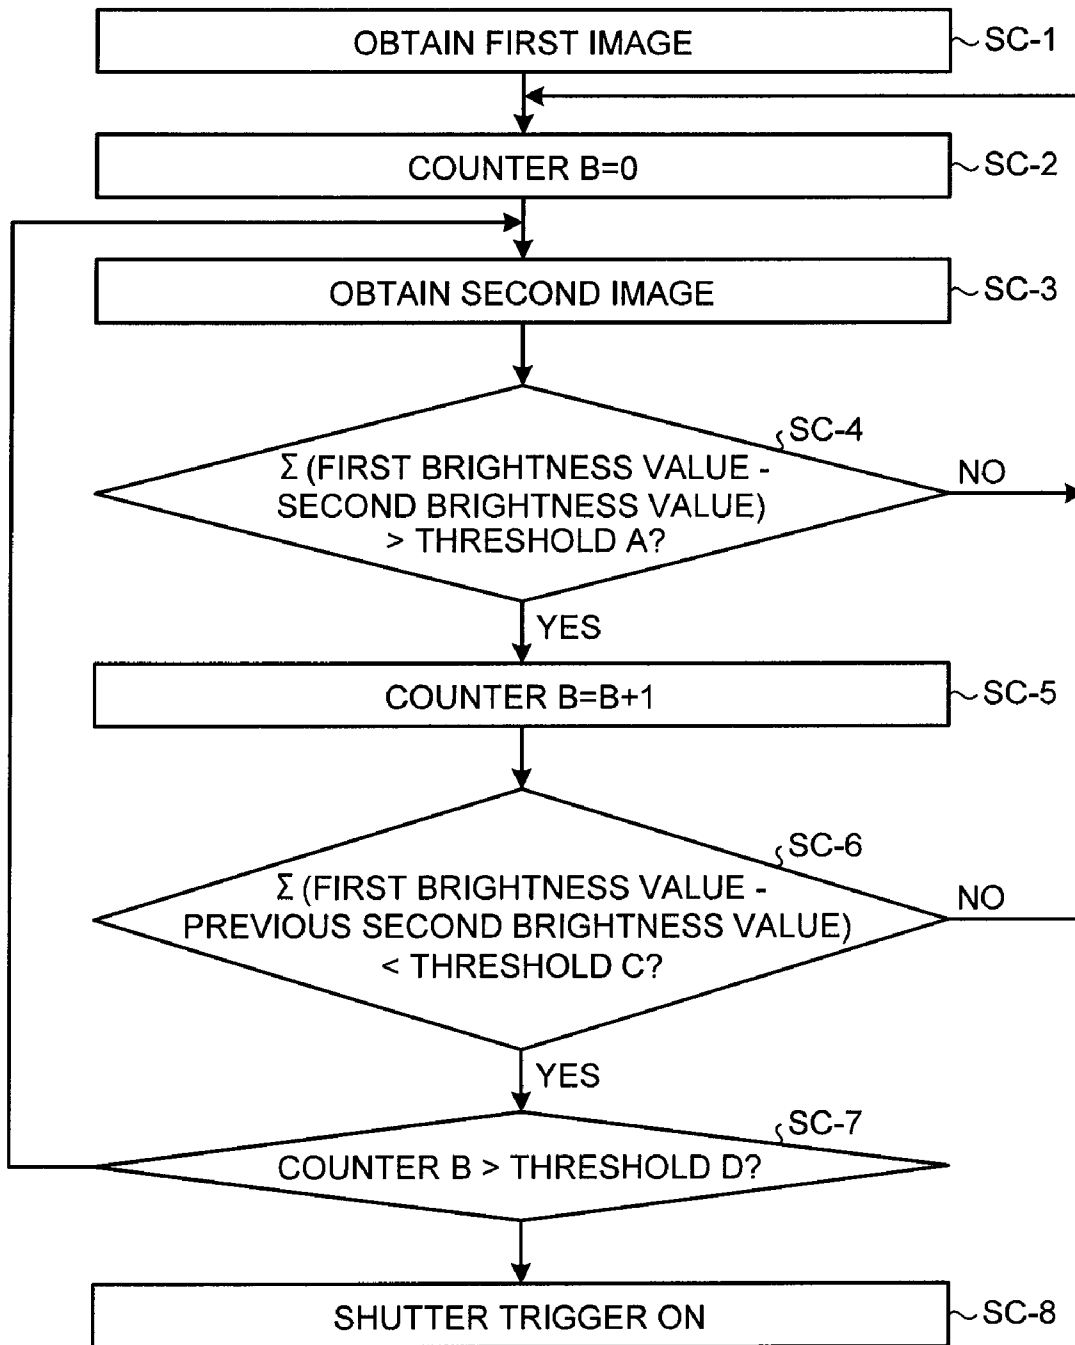 OBTAIN FIRST IMAGE
SC-1
COUNTER B=0
SC-2
OBTAIN SECOND IMAGE
SC-3
SC-4
Σ (FIRST BRIGHTNESS VALUE -
SECOND BRIGHTNESS VALUE)
> THRESHOLD A?
NO
YES
COUNTER B=B+1
SC-5
SC-6
Σ (FIRST BRIGHTNESS VALUE -
PREVIOUS SECOND BRIGHTNESS VALUE)
< THRESHOLD C?
NO
YES
SC-7
COUNTER B > THRESHOLD D?
SHUTTER TRIGGER ON
SC-8